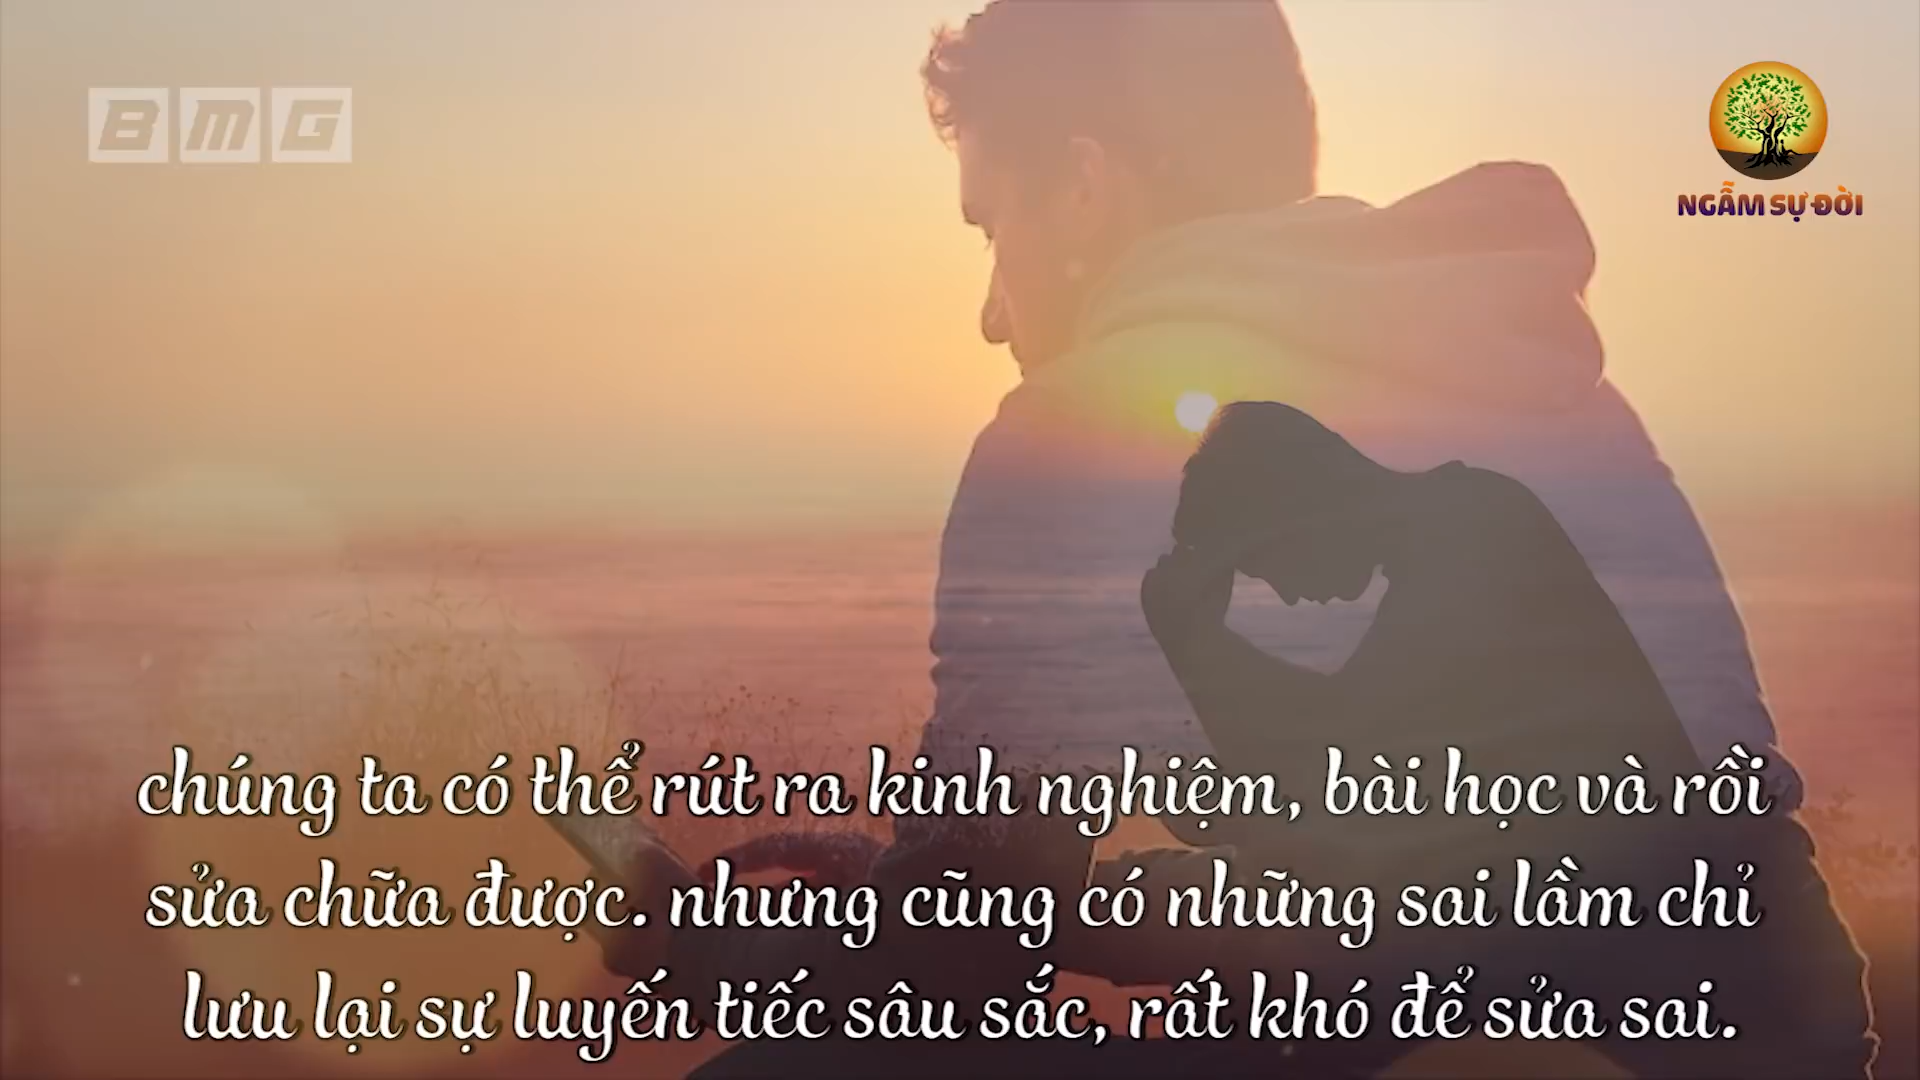 BMG
NGẪM SỰ ĐỜI
chúng ta có thể rút ra kinh nghiệm, bài học và rồi
sửa chữa được. nhưng cũng có những sai lầm chỉ
lưu lại sự luyến tiếc sâu sắc, rất khó để sửa sai.